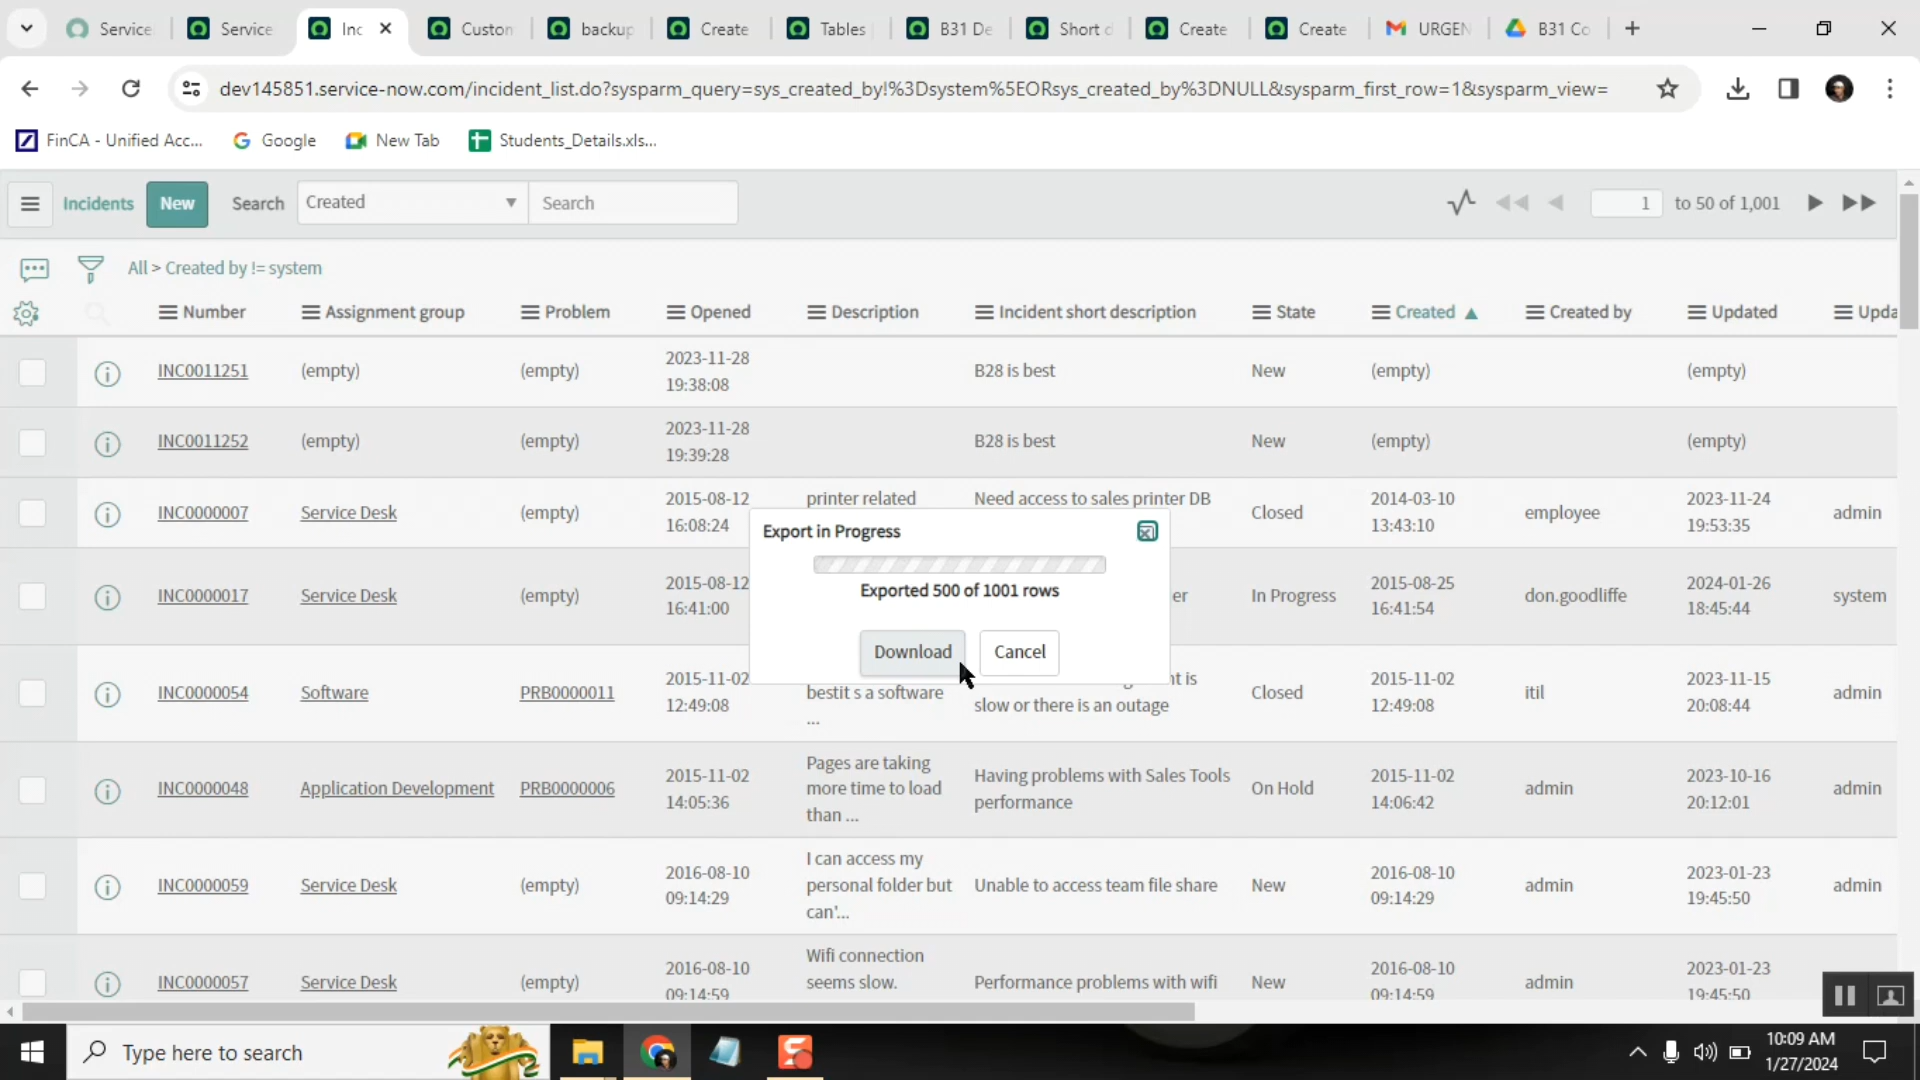 Service
Service
Inc
Custon
backup
Create
Tables
B31 De
Short d
Create
Create
URGEN
B31 Co
dev145851.service-now.com/incident_list.do?sysparm_query=sys_created_by!%3Dsystem%5EORsys_created_by%3DNULL&sysparm_first_row=1&sysparm_view=
FinCA - Unified Acc...
Google
New Tab
Students_Details.xls...
Incidents
New
Search
Created
Search
1
to 50 of 1,001
All > Created by != system
Number
Assignment group
Problem
Opened
Description
Incident short description
State
Created
Created by
Updated
Upda
INC0011251
(empty)
(empty)
2023-11-28
19:38:08
B28 is best
New
(empty)
(empty)
INC0011252
(empty)
(empty)
2023-11-28
19:39:28
B28 is best
New
(empty)
(empty)
INC0000007
Service Desk
(empty)
2015-08-12
16:08:24
printer related
Need access to sales printer DB
Closed
2014-03-10
13:43:10
employee
2023-11-24
19:53:35
admin
Export in Progress
Exported 500 of 1001 rows
Download
Cancel
INC0000017
Service Desk
(empty)
2015-08-12
16:41:00
er
In Progress
2015-08-25
16:41:54
don.goodliffe
2024-01-26
18:45:44
system
INC0000054
Software
PRB0000011
2015-11-02
12:49:08
bestit s a software
...
nt is
slow or there is an outage
Closed
2015-11-02
12:49:08
itil
2023-11-15
20:08:44
admin
INC0000048
Application Development
PRB0000006
2015-11-02
14:05:36
Pages are taking
more time to load
than ...
Having problems with Sales Tools
performance
On Hold
2015-11-02
14:06:42
admin
2023-10-16
20:12:01
admin
INC0000059
Service Desk
(empty)
2016-08-10
09:14:29
I can access my
personal folder but
can'...
Unable to access team file share
New
2016-08-10
09:14:29
admin
2023-01-23
19:45:50
admin
INC0000057
Service Desk
(empty)
2016-08-10
09:14:59
Wifi connection
seems slow.
Performance problems with wifi
New
2016-08-10
09:14:59
admin
2023-01-23
19:45:50
admin
Type here to search
10:09 AM
1/27/2024